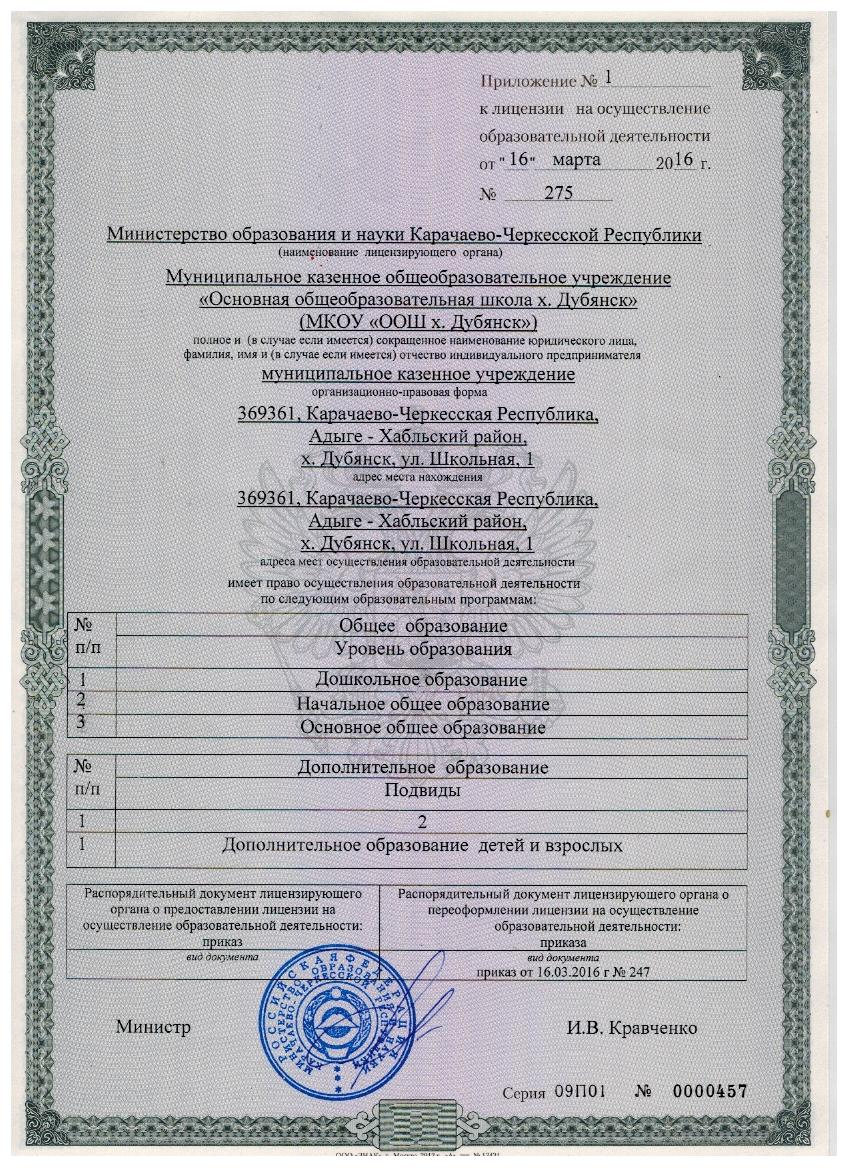 Приложение № 1
к лицензии на осуществление
образовательной деятельности
от "16" марта 2016 г.
№ 275
Министерство образования и науки Карачаево-Черкесской Республики
(наименование лицензирующего органа)
Муниципальное казенное общеобразовательное учреждение
«Основная общеобразовательная школа х. Дубянск»
(МКОУ «ООШ х. Дубянск»)
полное и (в случае если имеется) сокращенное наименование юридического лица,
фамилия, имя и (в случае если имеется) отчество индивидуального предпринимателя
муниципальное казенное учреждение
организационно-правовая форма
369361, Карачаево-Черкесская Республика,
Адыге - Хабльский район,
х. Дубянск, ул. Школьная, 1
адрес места нахождения
369361, Карачаево-Черкесская Республика,
Адыге - Хабльский район,
х. Дубянск, ул. Школьная, 1
адреса мест осуществления образовательной деятельности
имеет право осуществления образовательной деятельности
по следующим образовательным программам:
№ п/п Общее образование
Уровень образования
1 Дошкольное образование
2 Начальное общее образование
3 Основное общее образование
№ п/п Дополнительное образование
Подвиды
1 2
1 Дополнительное образование детей и взрослых
Распорядительный документ лицензирующего
органа о предоставлении лицензии на
осуществление образовательной деятельности:
приказ
вид документа
Распорядительный документ лицензирующего органа о
переоформлении лицензии на осуществление
образовательной деятельности:
приказа
вид документа
приказ от 16.03.2016 г № 247
РОССИЙСКАЯ ФЕДЕРАЦИЯ
МИНИСТЕРСТВО ОБРАЗОВАНИЯ И НАУКИ
КАРАЧАЕВО-ЧЕРКЕССКОЙ РЕСПУБЛИКИ
Министр И.В. Кравченко
Серия 09П01 № 0000457